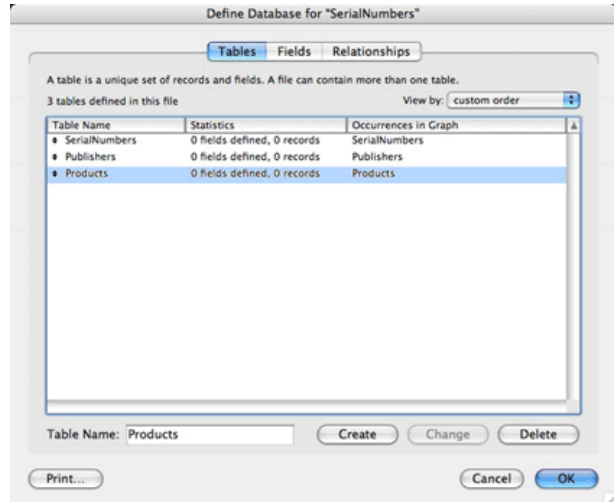 Define Database for "SerialNumbers"
Tables Fields Relationships
A table is a unique set of records and fields. A file can contain more than one table.
3 tables defined in this file View by: custom order
Table Name Statistics Occurrences in Graph
SerialNumbers 0 fields defined, 0 records SerialNumbers
Publishers 0 fields defined, 0 records Publishers
Products 0 fields defined, 0 records Products
Table Name: Products Create Change Delete
Print... Cancel OK